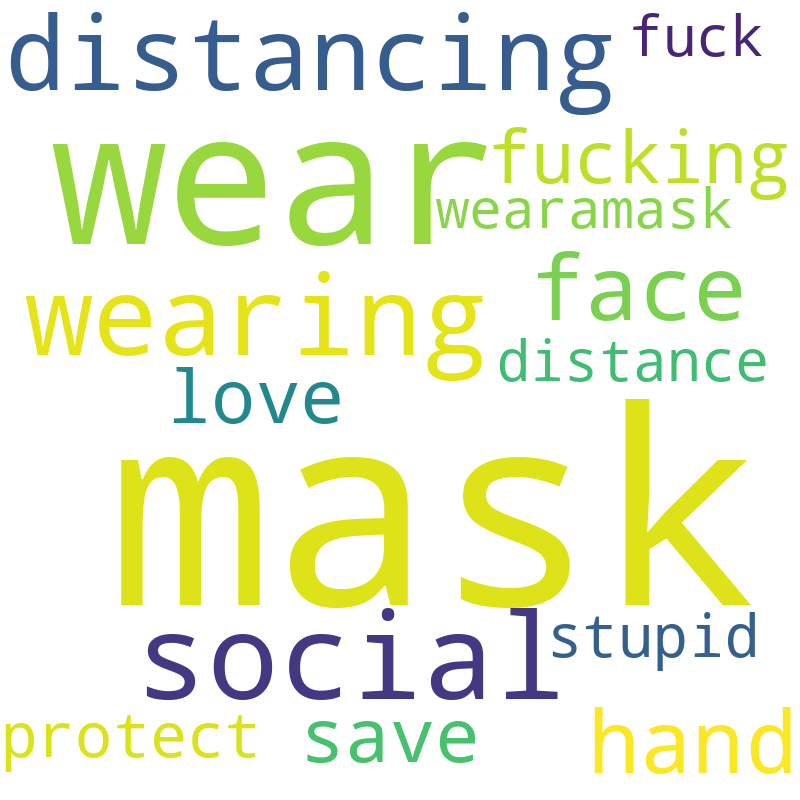 distancing fuck
wear fucking
wearamask
wearing face
distance
love
mask
social stupid
protect save hand